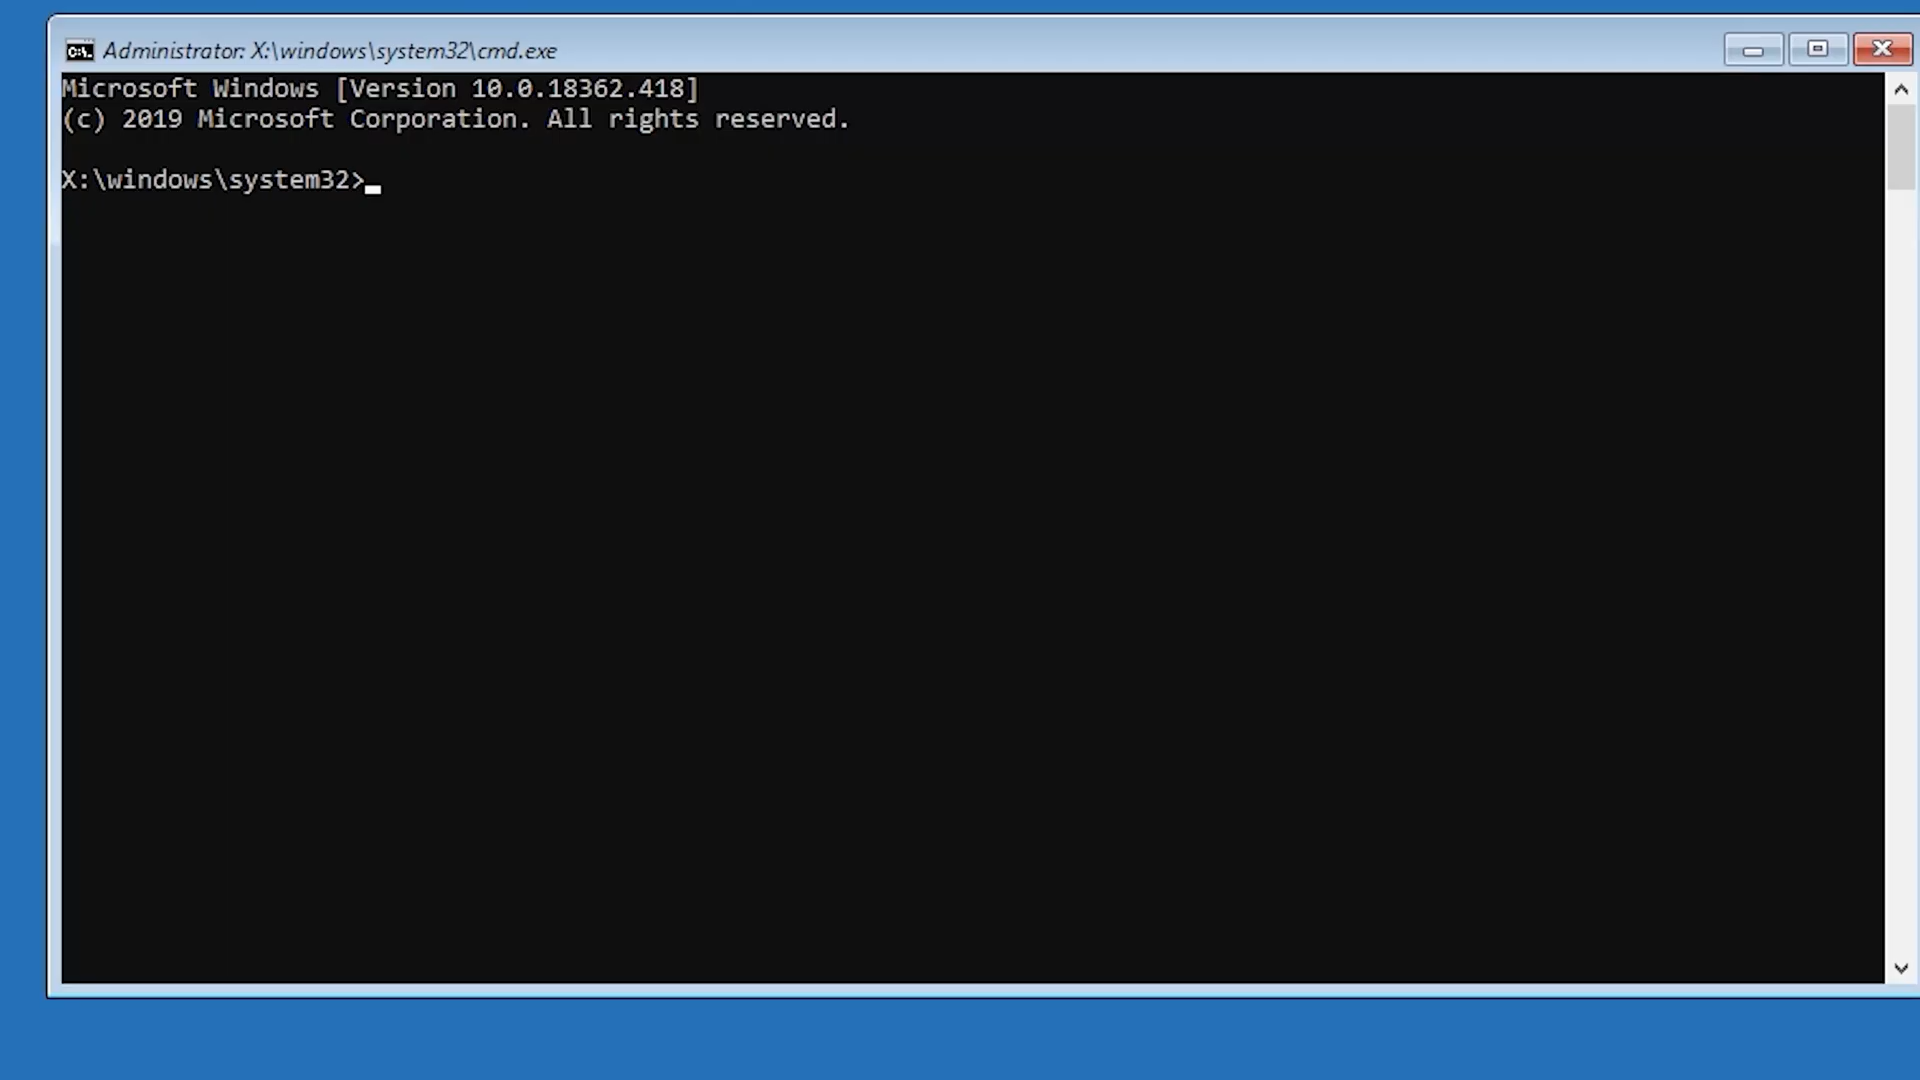 Administrator: X:\windows\system32\cmd.exe
Microsoft Windows [Version 10.0.18362.418]
(c) 2019 Microsoft Corporation. All rights reserved.
X:\windows\system32>